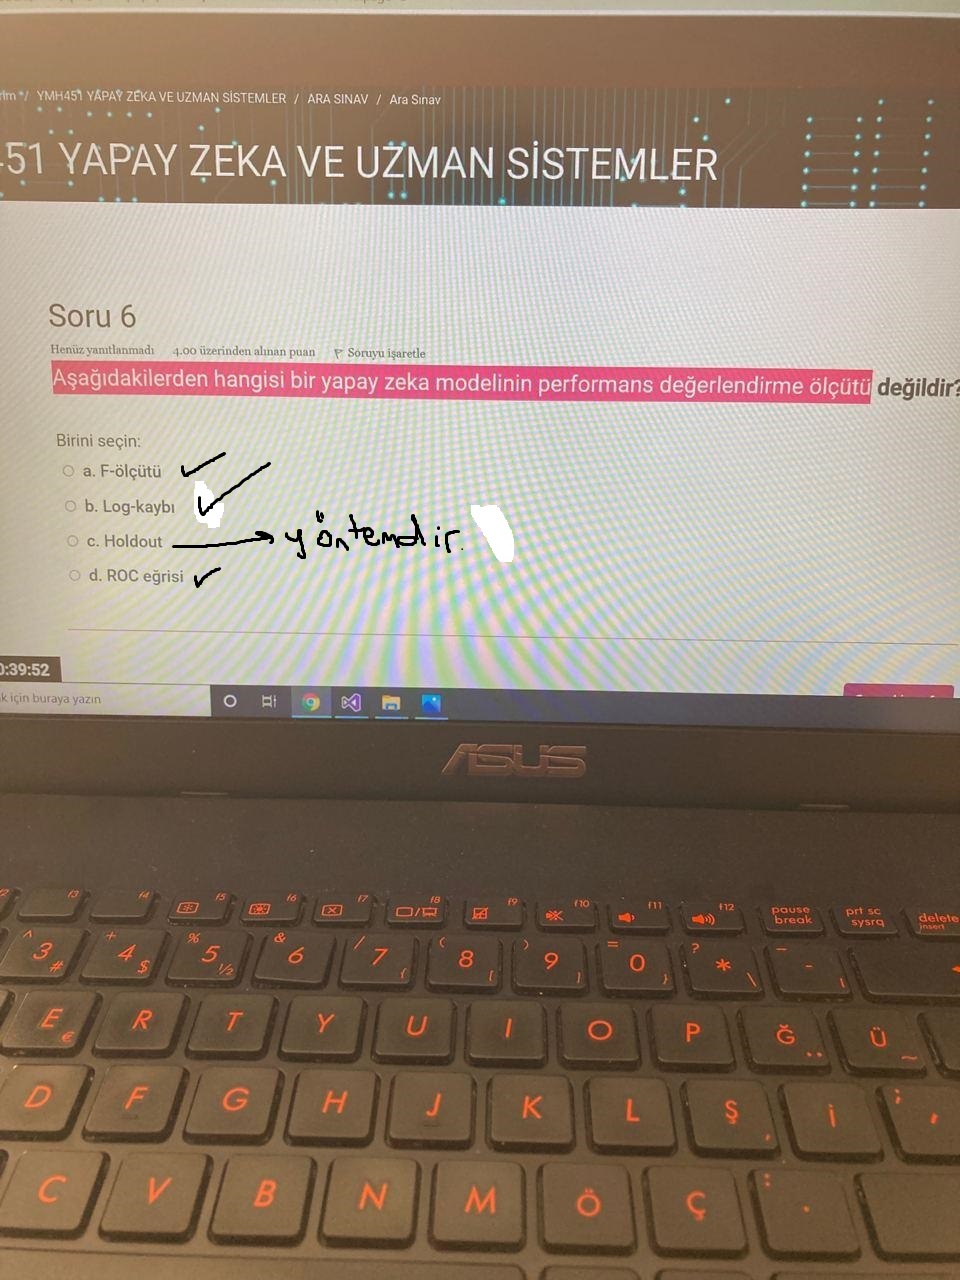 YMH451 YAPAY ZEKA VE UZMAN SİSTEMLER / ARA SINAV / Ara Sınav
451 YAPAY ZEKA VE UZMAN SİSTEMLER
Soru 6
Henüz yanıtlanmadı 4.00 üzerinden alınan puan Soruyu işaretle
Aşağıdakilerden hangisi bir yapay zeka modelinin performans değerlendirme ölçütü değildir?
Birini seçin:
a. F-ölçütü
b. Log-kaybı
c. Holdout yöntemdir.
d. ROC eğrisi
0:39:52
k için buraya yazın
ASUS
f3 f4 f5 f6 f7 f8 f9 f10 f11 f12 pause break prt sc sysrq delete insert
^ 3 # + 4 $ % 5 ½ & 6 / 7 { ( 8 [ ) 9 ] = 0 } ? * \ _ -
E € R T Y U I O P Ğ ¨ Ü ~
D F G H J K L Ş İ ; ,
C V B N M Ö Ç : .